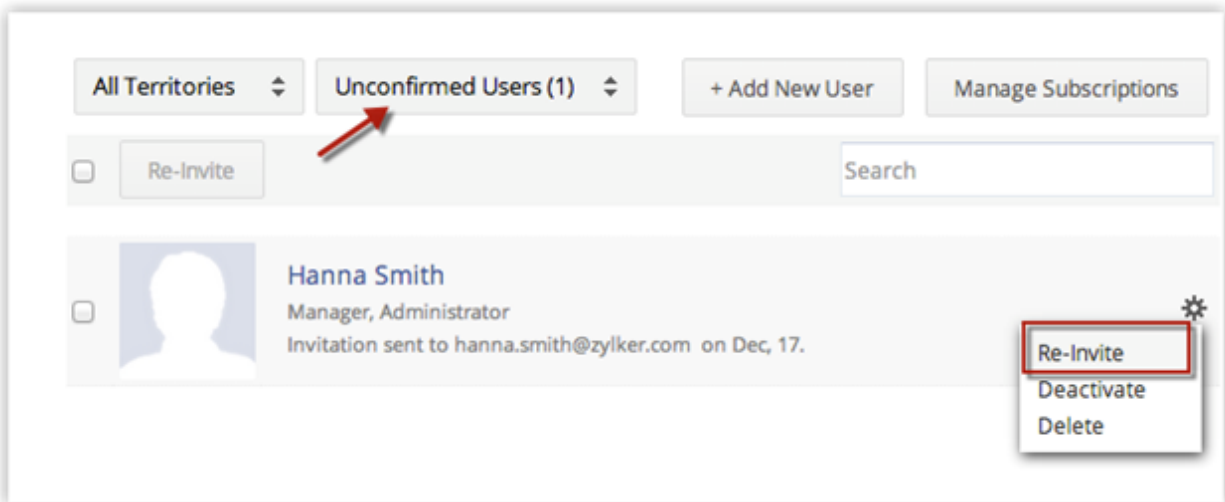 All Territories
Unconfirmed Users (1)
+ Add New User
Manage Subscriptions
Re-Invite
Search
Hanna Smith
Manager, Administrator
Invitation sent to hanna.smith@zylker.com on Dec, 17.
Re-Invite
Deactivate
Delete